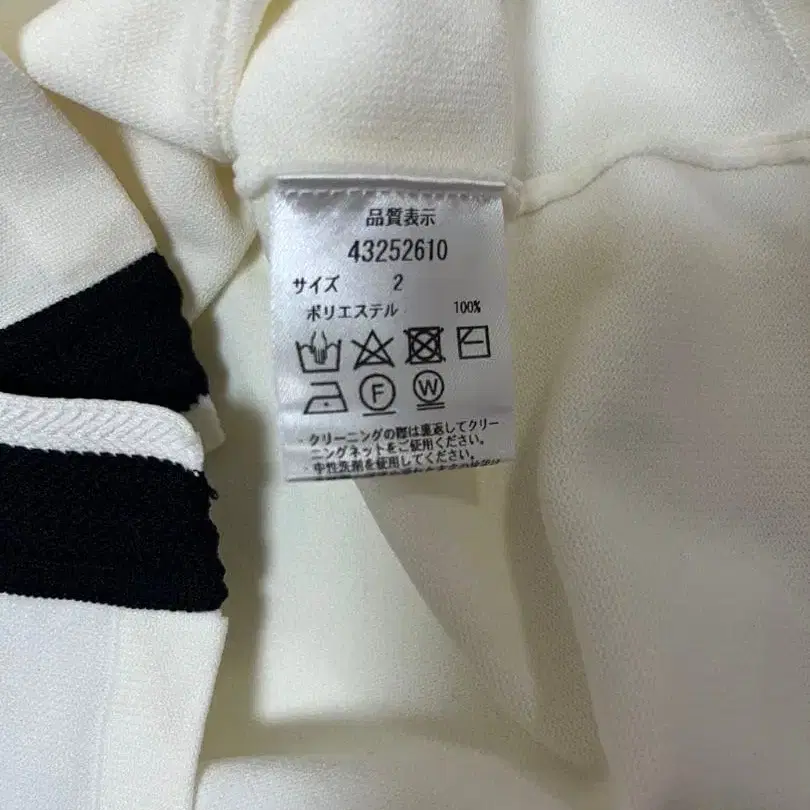 品質表示
43252610
サイズ 2
ポリエステル 100%
F W
・クリーニングの際は裏返してクリー
ニングネットをご使用ください。
・中性洗剤を使用してください。